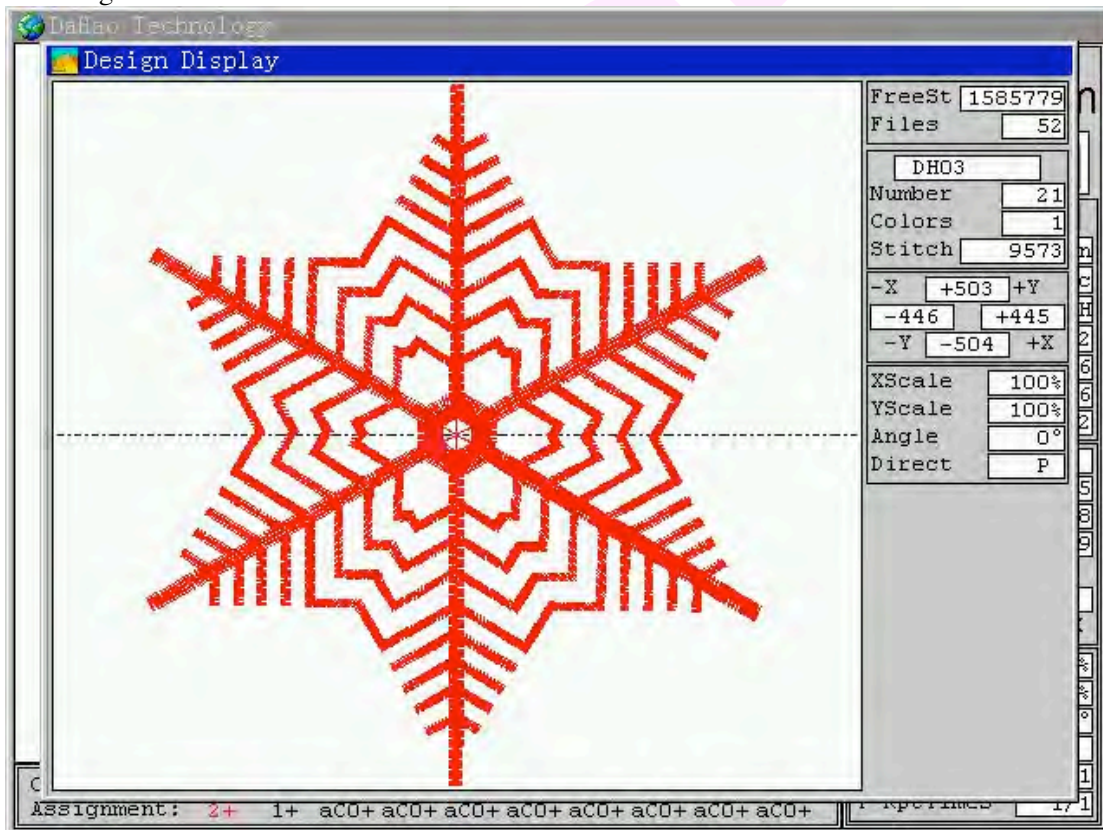 DaHao Technology
Design Display
FreeSt 1585779
Files 52
DH03
Number 21
Colors 1
Stitch 9573
-X +503 +Y
-446 +445
-Y -504 +X
XScale 100%
YScale 100%
Angle 0°
Direct P
Assignment: 2+ 1+ aC0+ aC0+ aC0+ aC0+ aC0+ aC0+ aC0+ aC0+